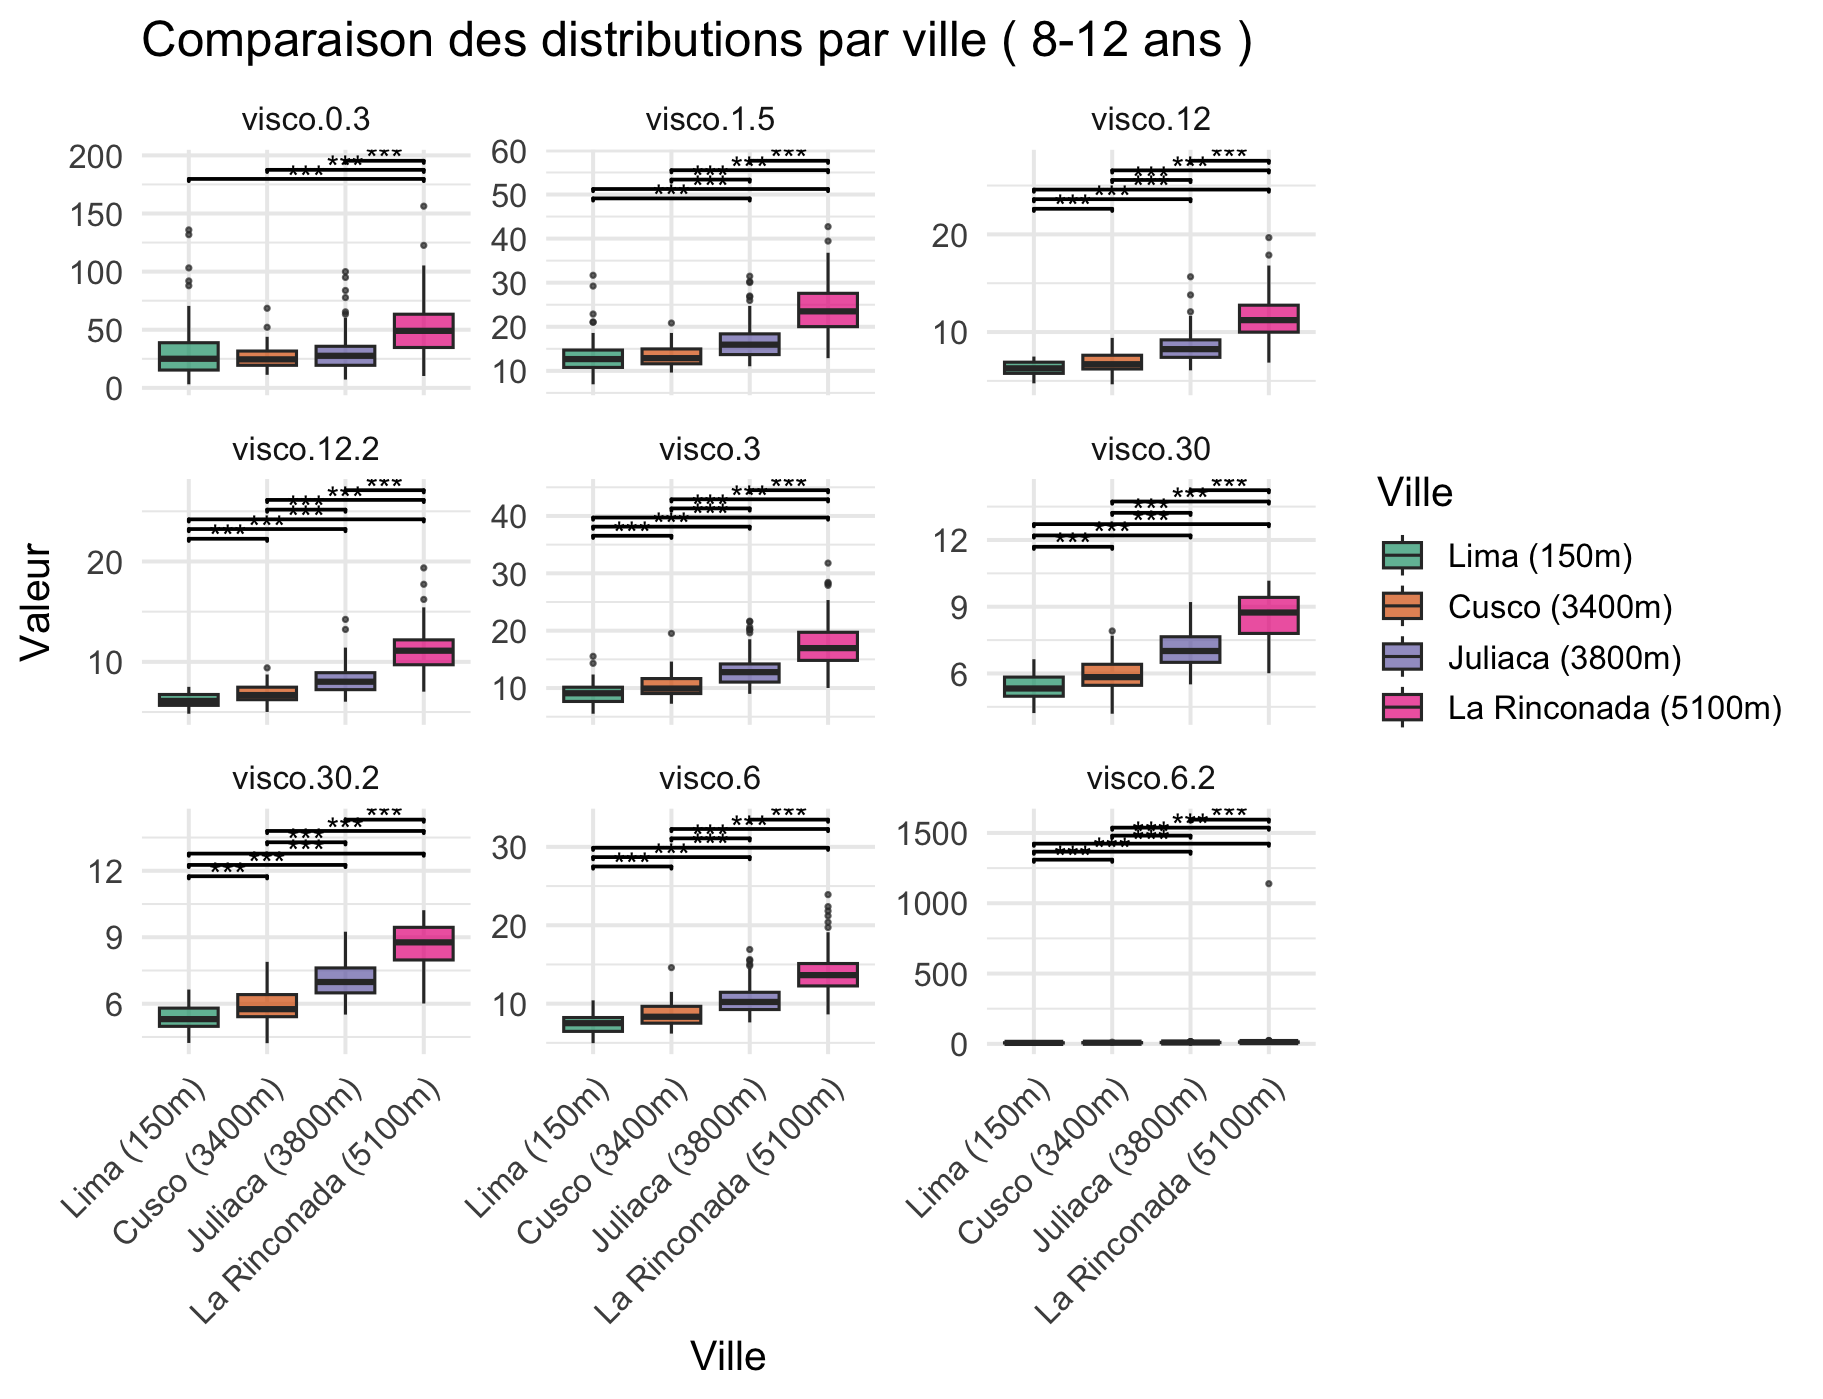 Comparaison des distributions par ville ( 8-12 ans )
visco.0.3
visco.1.5
visco.12
200
150
100
50
0
60
50
40
30
20
10
20
10
*** *** ***
*** *** *** ***
*** *** *** *** ***
visco.12.2
visco.3
visco.30
20
10
40
30
20
10
12
9
6
*** *** *** *** ***
*** *** *** *** ***
*** *** *** *** ***
visco.30.2
visco.6
visco.6.2
12
9
6
30
20
10
1500
1000
500
0
*** *** *** *** ***
*** *** *** *** ***
*** *** *** *** ***
Valeur
Lima (150m)
Cusco (3400m)
Juliaca (3800m)
La Rinconada (5100m)
Lima (150m)
Cusco (3400m)
Juliaca (3800m)
La Rinconada (5100m)
Lima (150m)
Cusco (3400m)
Juliaca (3800m)
La Rinconada (5100m)
Ville
Ville
Lima (150m)
Cusco (3400m)
Juliaca (3800m)
La Rinconada (5100m)